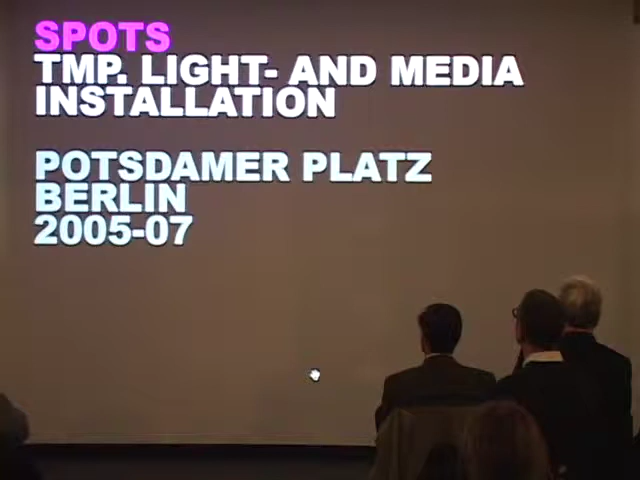 SPOTS
TMP. LIGHT- AND MEDIA
INSTALLATION
POTSDAMER PLATZ
BERLIN
2005-07